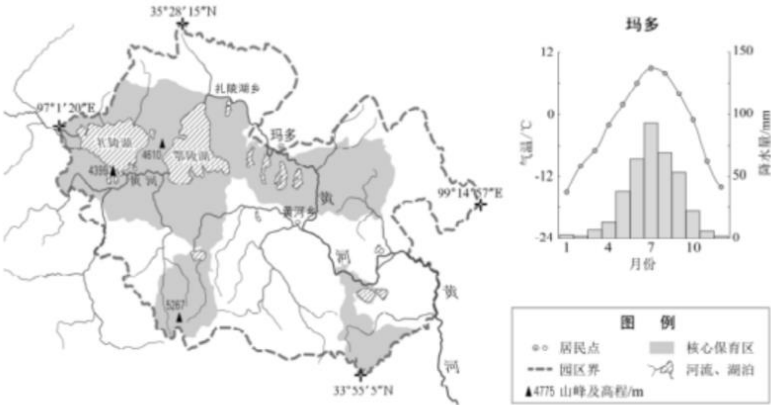 35°28′15″N
扎陵湖乡
97°1′20″E
玛多
扎陵湖
4610
鄂陵湖
4399
黄河
99°14′57″E
黄河乡
黄
河
5267
黄
河
33°55′5″N
玛多
气温/℃
12
0
-12
-24
150
100
50
0
降水量/mm
1 4 7 10
月份
图 例
居民点
核心保育区
园区界
河流、湖泊
4775 山峰及高程/m